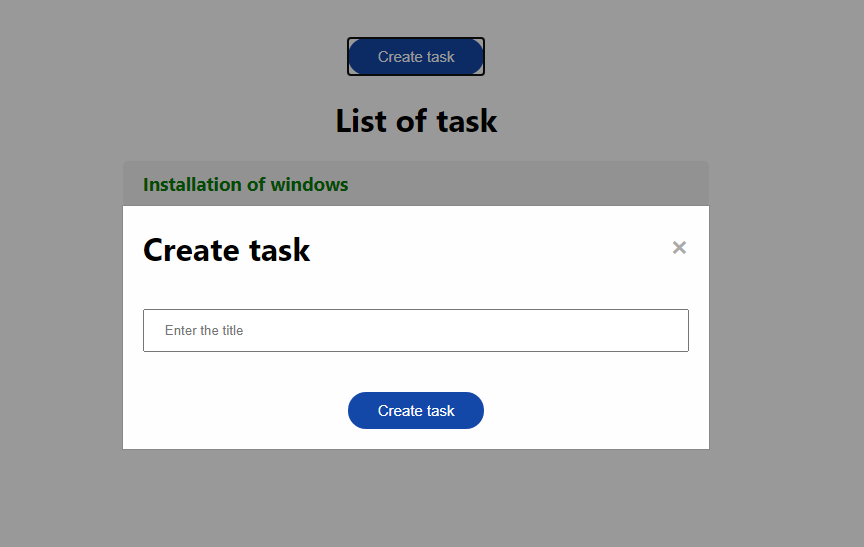 Create task
List of task
Installation of windows
Create task
×
Enter the title
Create task